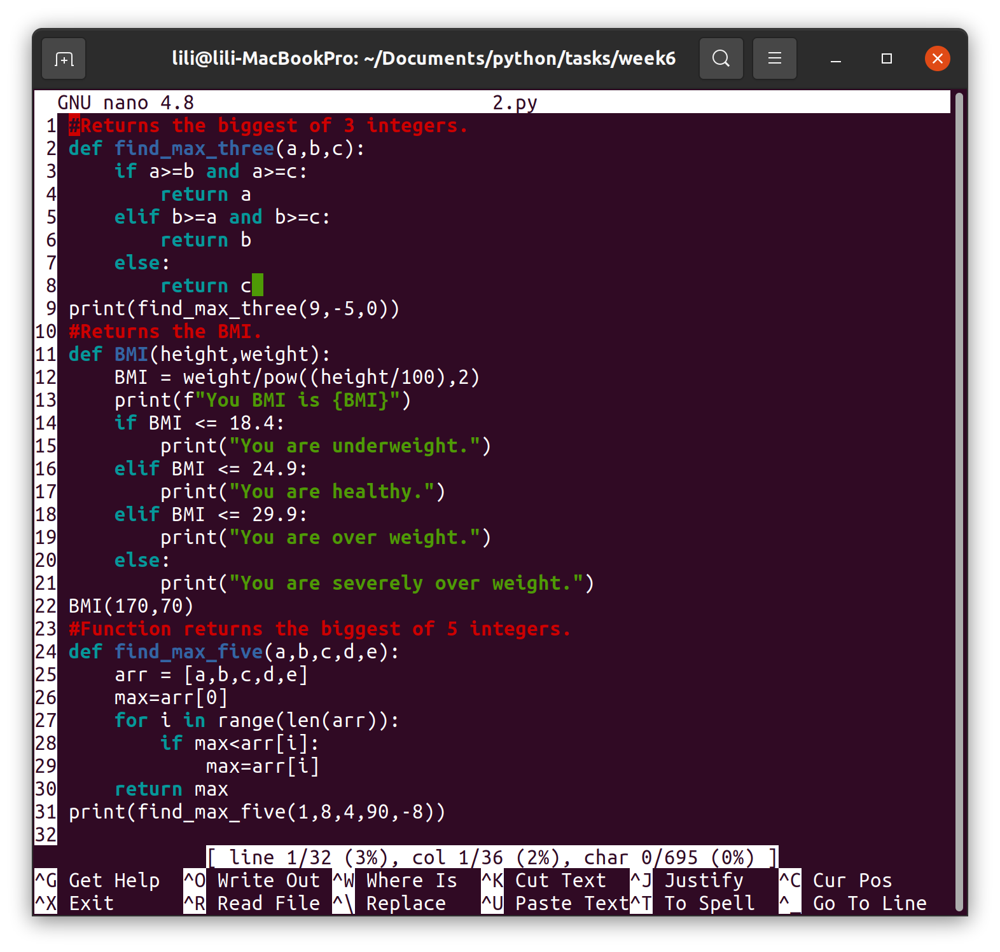 lili@lili-MacBookPro: ~/Documents/python/tasks/week6
GNU nano 4.8 2.py
1 #Returns the biggest of 3 integers.
2 def find_max_three(a,b,c):
3     if a>=b and a>=c:
4         return a
5     elif b>=a and b>=c:
6         return b
7     else:
8         return c
9 print(find_max_three(9,-5,0))
10 #Returns the BMI.
11 def BMI(height,weight):
12     BMI = weight/pow((height/100),2)
13     print(f"You BMI is {BMI}")
14     if BMI <= 18.4:
15         print("You are underweight.")
16     elif BMI <= 24.9:
17         print("You are healthy.")
18     elif BMI <= 29.9:
19         print("You are over weight.")
20     else:
21         print("You are severely over weight.")
22 BMI(170,70)
23 #Function returns the biggest of 5 integers.
24 def find_max_five(a,b,c,d,e):
25     arr = [a,b,c,d,e]
26     max=arr[0]
27     for i in range(len(arr)):
28         if max<arr[i]:
29             max=arr[i]
30     return max
31 print(find_max_five(1,8,4,90,-8))
32
[ line 1/32 (3%), col 1/36 (2%), char 0/695 (0%) ]
^G Get Help ^O Write Out ^W Where Is ^K Cut Text ^J Justify ^C Cur Pos
^X Exit ^R Read File ^\ Replace ^U Paste Text ^T To Spell ^_ Go To Line